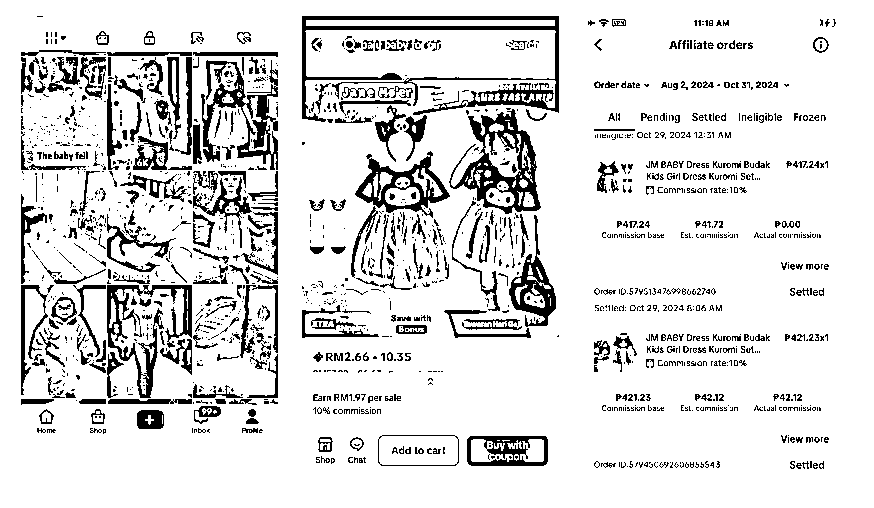 The baby fell
Home
Shop
99+
Inbox
Profile
Search
Jane Ho'er
XTRA
Save with
Bonus
RM2.66 - 10.35
Earn RM1.97 per sale
10% commission
Shop
Chat
Add to cart
Buy with
coupon
VPN
11:18 AM
Affiliate orders
Order date
Aug 2, 2024 - Oct 31, 2024
All
Pending
Settled
Ineligible
Frozen
Ineligible: Oct 29, 2024 12:31 AM
JM BABY Dress Kuromi Budak
Kids Girl Dress Kuromi Set...
₱417.24x1
Commission rate:10%
₱417.24
₱41.72
₱0.00
Commission base
Est. commission
Actual commission
View more
Order ID:579513476998662740
Settled
Settled: Oct 29, 2024 6:06 AM
JM BABY Dress Kuromi Budak
Kids Girl Dress Kuromi Set...
₱421.23x1
Commission rate:10%
₱421.23
₱42.12
₱42.12
Commission base
Est. commission
Actual commission
View more
Order ID:579450692606855543
Settled